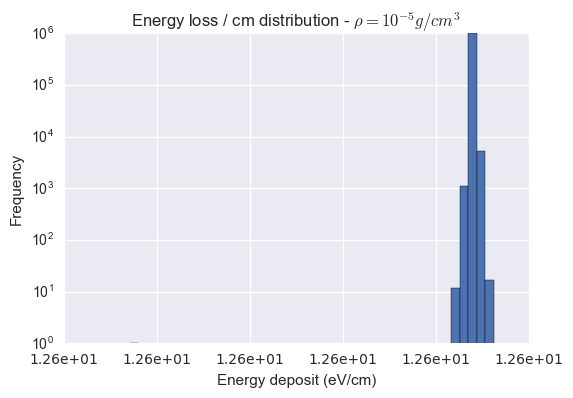 Energy loss / cm distribution - ρ = 10⁻⁵g/cm³
10⁶
10⁵
10⁴
10³
10²
10¹
10⁰
Frequency
1.26e+01 1.26e+01 1.26e+01 1.26e+01 1.26e+01 1.26e+01
Energy deposit (eV/cm)